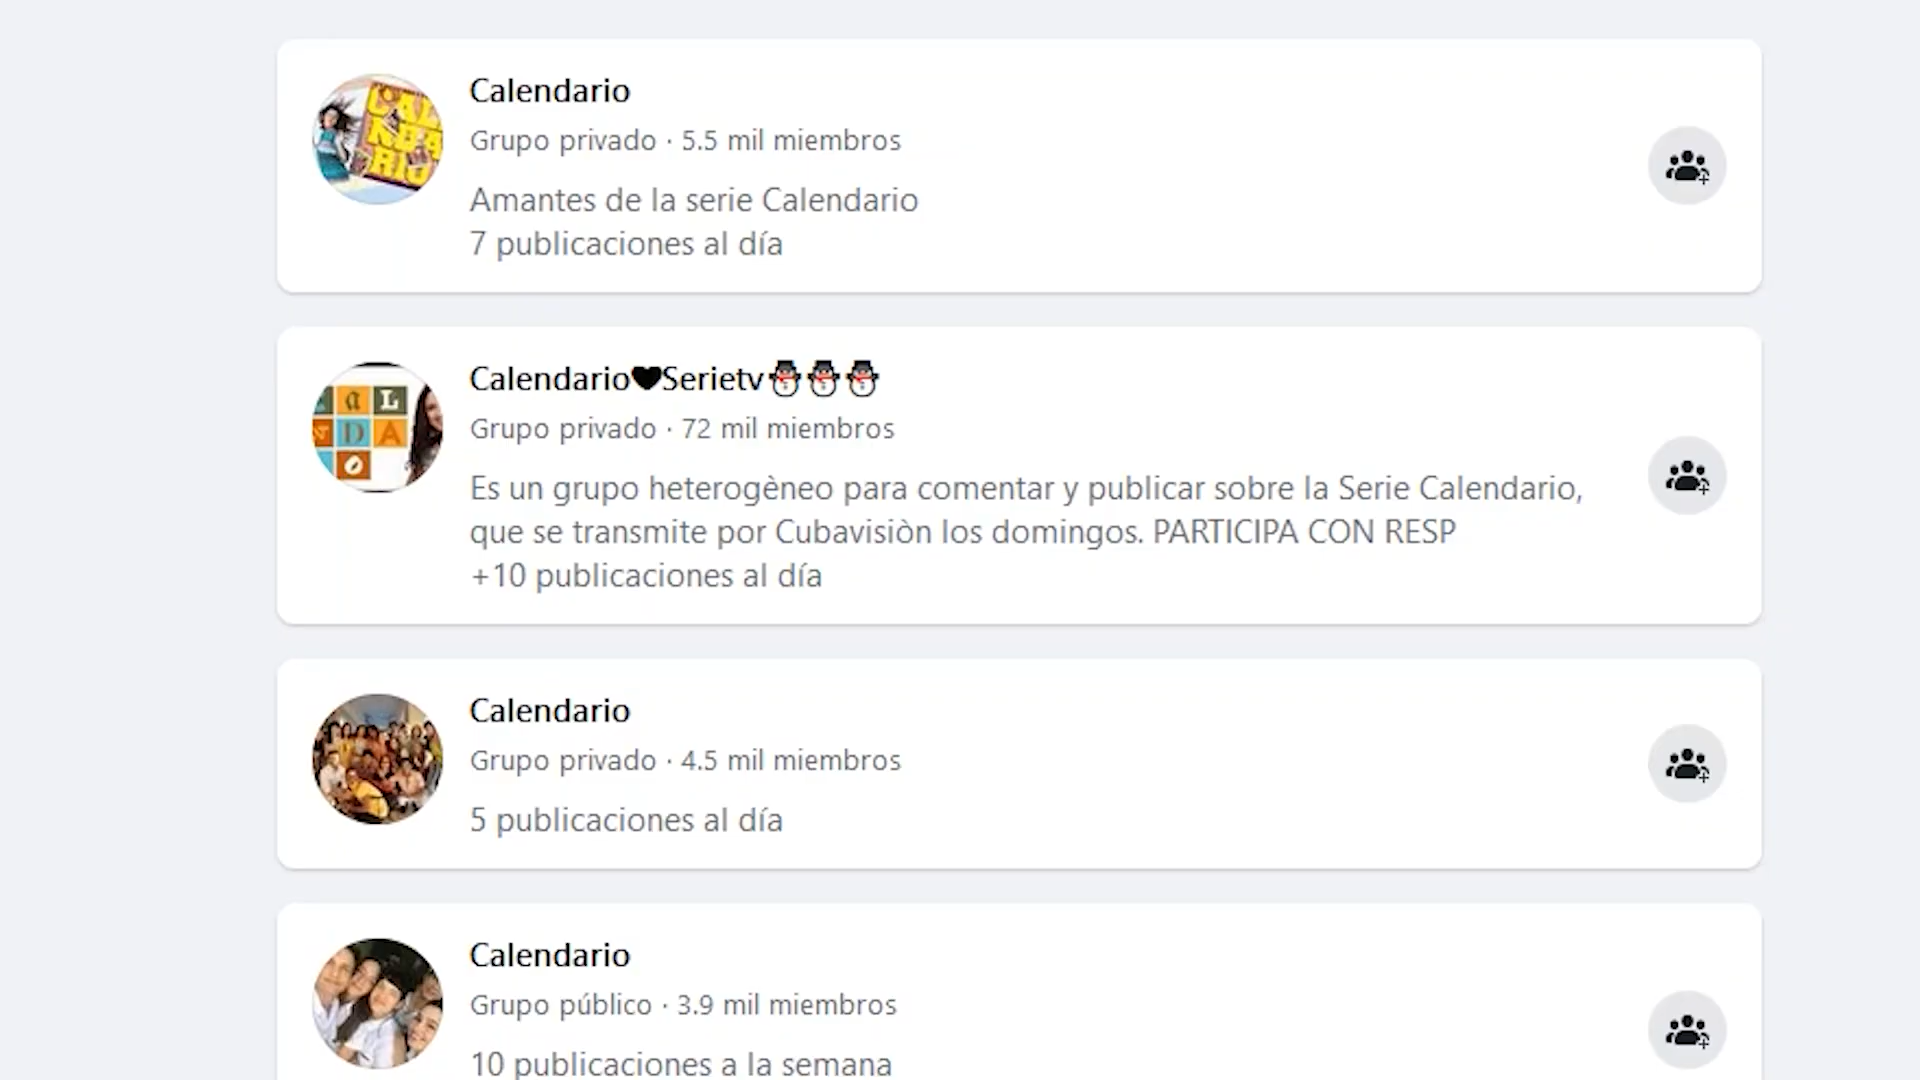 Calendario
Grupo privado · 5.5 mil miembros
Amantes de la serie Calendario
7 publicaciones al día
Calendario🖤Serietv☃️☃️☃️
Grupo privado · 72 mil miembros
Es un grupo heterogèneo para comentar y publicar sobre la Serie Calendario,
que se transmite por Cubavisiòn los domingos. PARTICIPA CON RESP
+10 publicaciones al día
Calendario
Grupo privado · 4.5 mil miembros
5 publicaciones al día
Calendario
Grupo público · 3.9 mil miembros
10 publicaciones a la semana